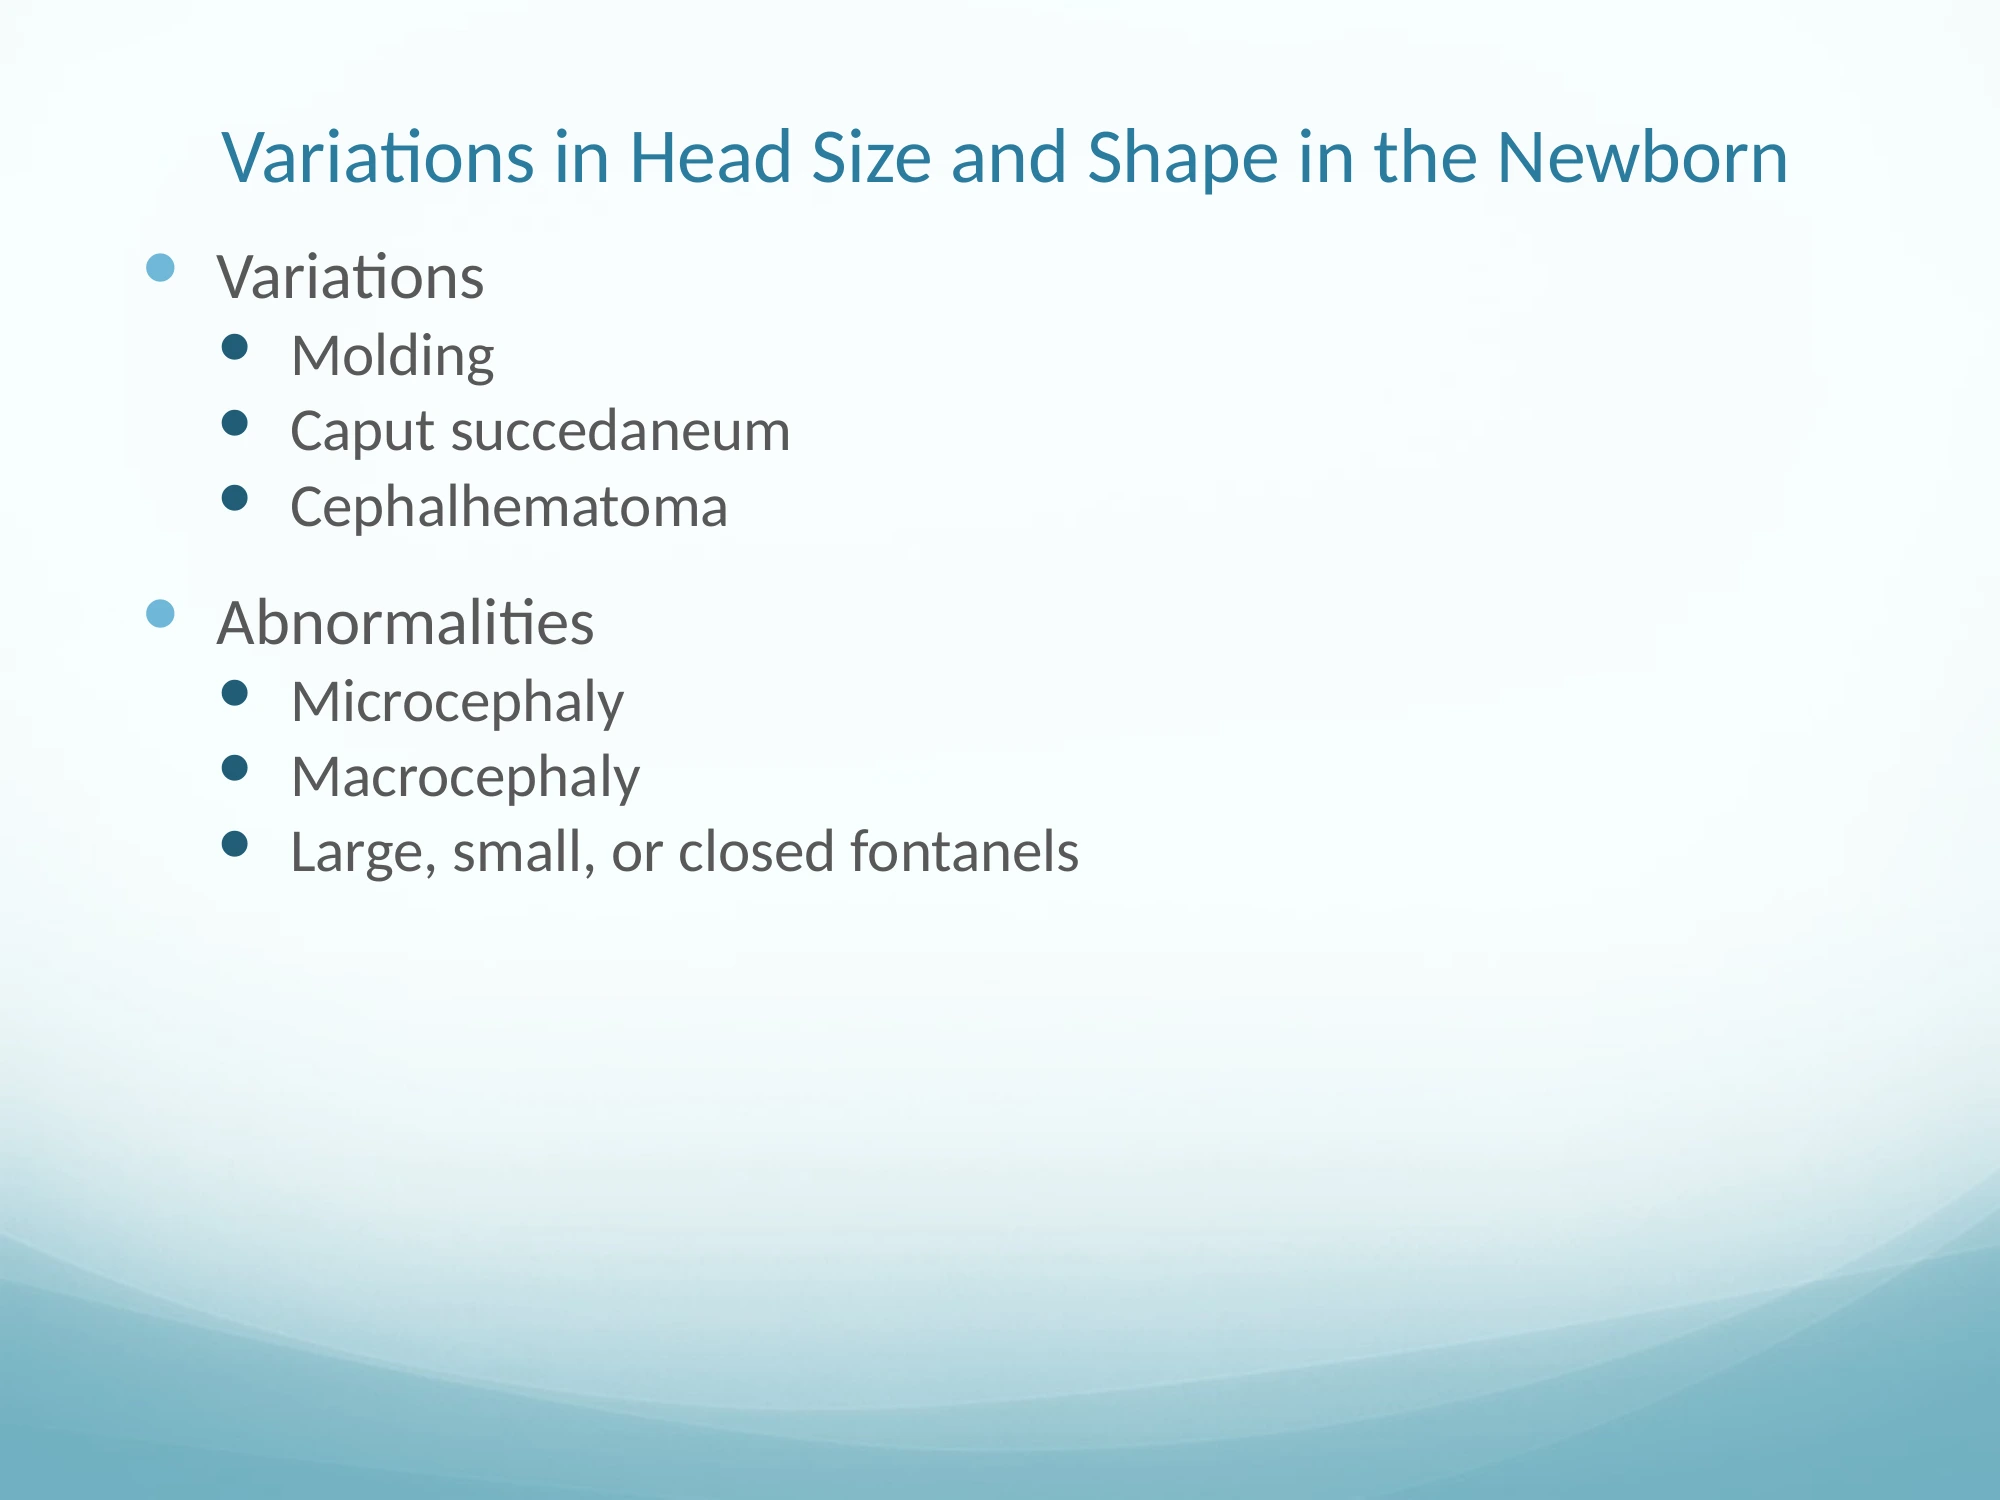 Variations in Head Size and Shape in the Newborn
Variations
Molding
Caput succedaneum
Cephalhematoma
Abnormalities
Microcephaly
Macrocephaly
Large, small, or closed fontanels